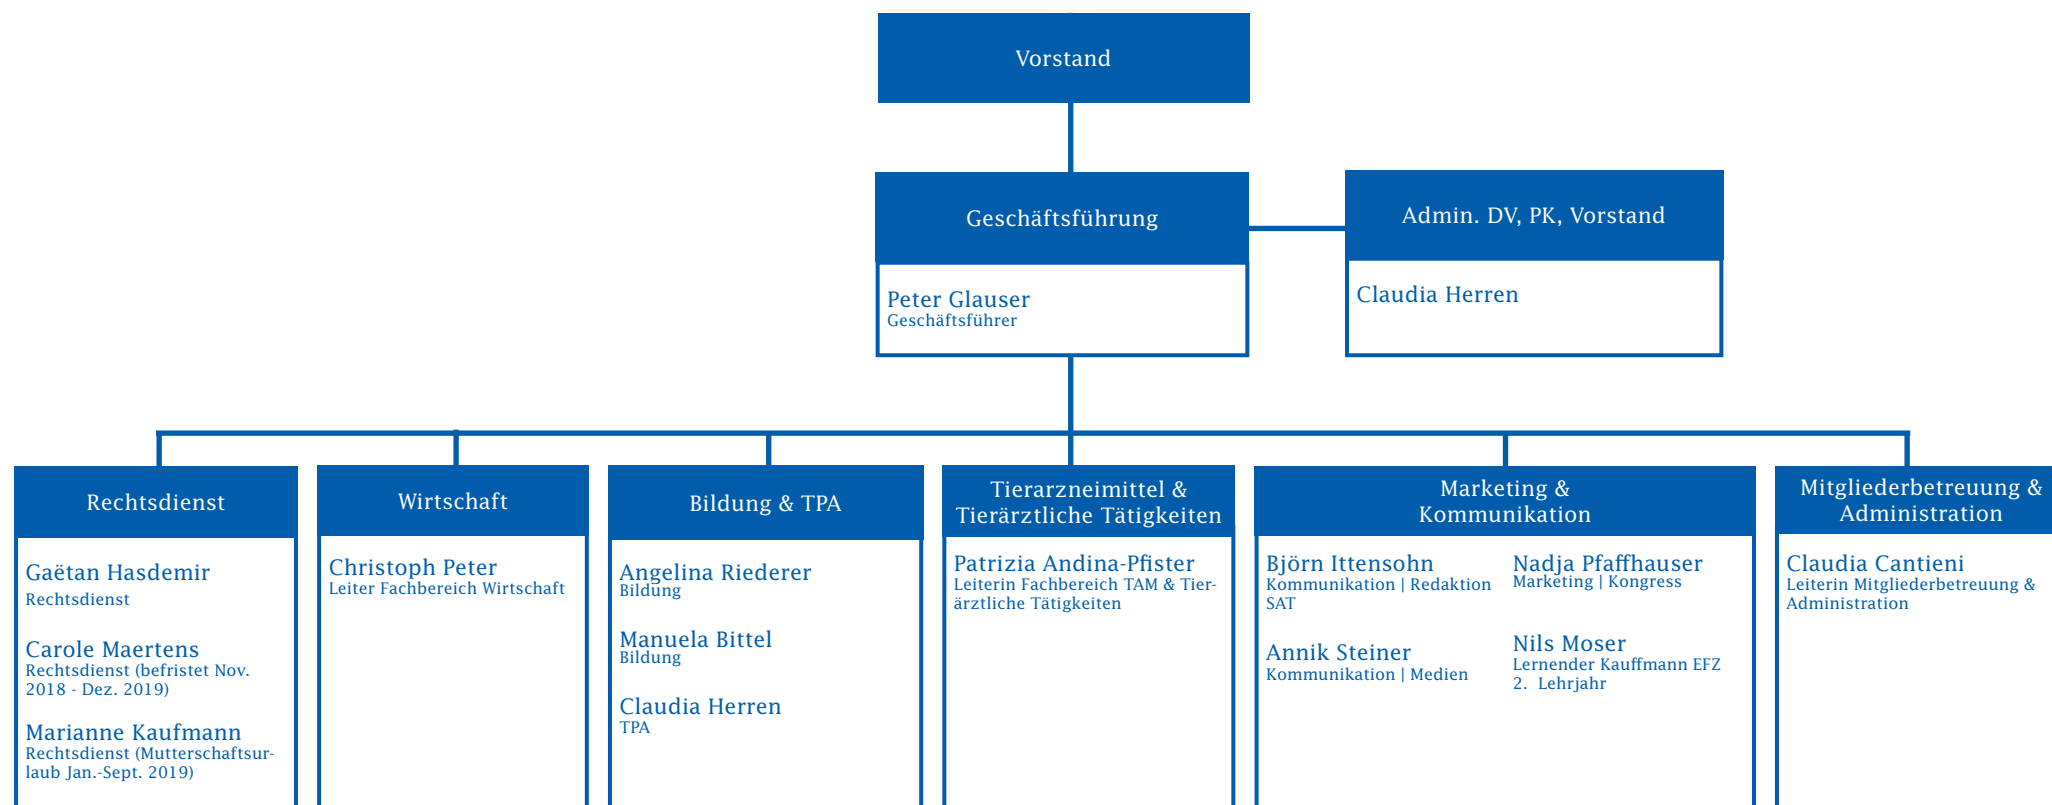 Vorstand
Geschäftsführung
Peter Glauser
Geschäftsführer
Admin. DV, PK, Vorstand
Claudia Herren
Rechtsdienst
Gaëtan Hasdemir
Rechtsdienst
Carole Maertens
Rechtsdienst (befristet Nov.
2018 - Dez. 2019)
Marianne Kaufmann
Rechtsdienst (Mutterschaftsur-
laub Jan.-Sept. 2019)
Wirtschaft
Christoph Peter
Leiter Fachbereich Wirtschaft
Bildung & TPA
Angelina Riederer
Bildung
Manuela Bittel
Bildung
Claudia Herren
TPA
Tierarzneimittel &
Tierärztliche Tätigkeiten
Patrizia Andina-Pfister
Leiterin Fachbereich TAM & Tier-
ärztliche Tätigkeiten
Marketing &
Kommunikation
Björn Ittensohn
Kommunikation | Redaktion
SAT
Annik Steiner
Kommunikation | Medien
Nadja Pfaffhauser
Marketing | Kongress
Nils Moser
Lernender Kauffmann EFZ
2. Lehrjahr
Mitgliederbetreuung &
Administration
Claudia Cantieni
Leiterin Mitgliederbetreuung &
Administration